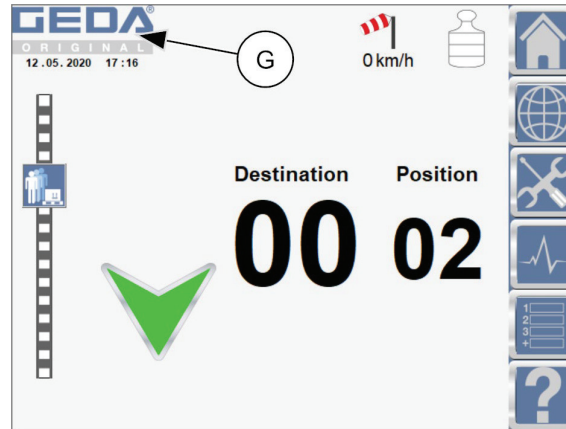 GEDA®
ORIGINAL
12.05.2020 17:16
G
0 km/h
Destination Position
00 02
1
2
3
+
?